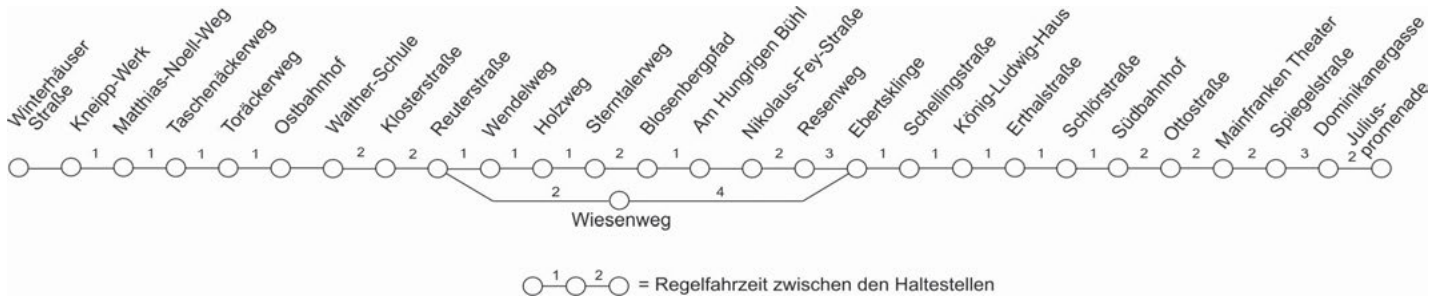 Winterhäuser
Straße
Kneipp-Werk
Matthias-Noell-Weg
Taschenäckerweg
Toräckerweg
Ostbahnhof
Walther-Schule
Klosterstraße
Reuterstraße
Wendelweg
Holzweg
Sterntalerweg
Blosenbergpfad
Am Hungrigen Bühl
Nikolaus-Fey-Straße
Resenweg
Ebertsklinge
Schellingstraße
König-Ludwig-Haus
Erthalstraße
Schlörstraße
Südbahnhof
Ottostraße
Mainfranken Theater
Spiegelstraße
Dominikanergasse
Julius-
promenade
1 1 1 1 2 2 1 1 1 2 1 2 3 1 1 1 1 1 2 2 2 3 2
2 4
Wiesenweg
1 2 = Regelfahrzeit zwischen den Haltestellen